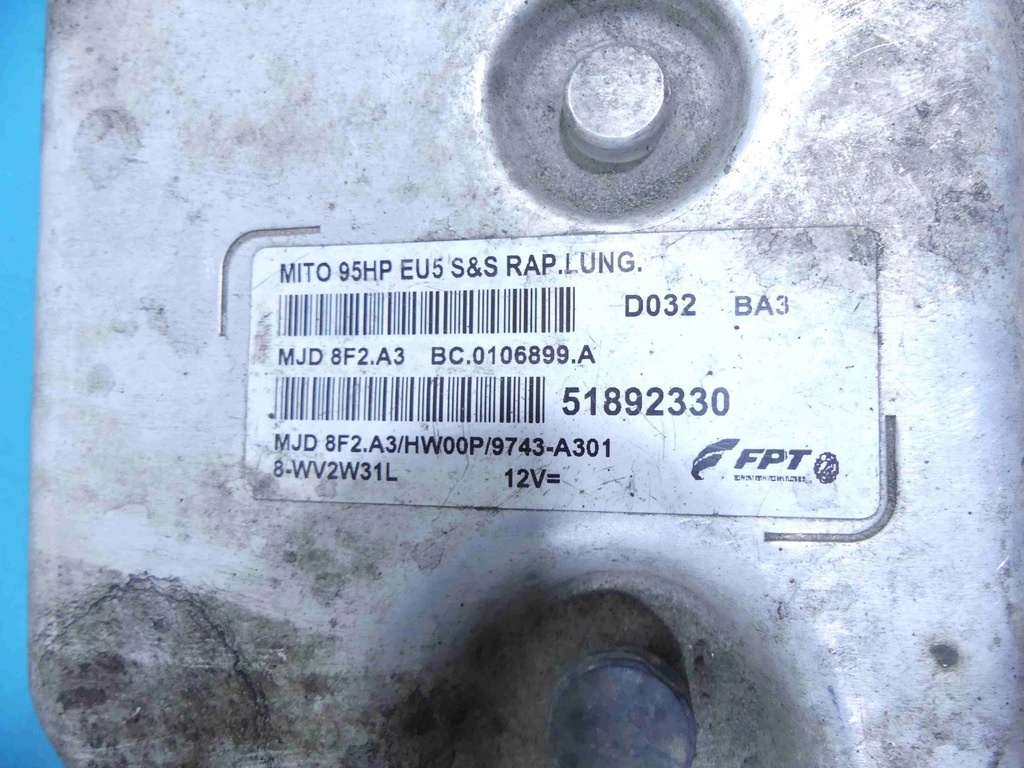 MITO 95HP EU5 S&S RAP.LUNG.
D032 BA3
MJD 8F2.A3 BC.0106899.A
51892330
MJD 8F2.A3/HW00P/9743-A301
8-WV2W31L 12V=
FPT